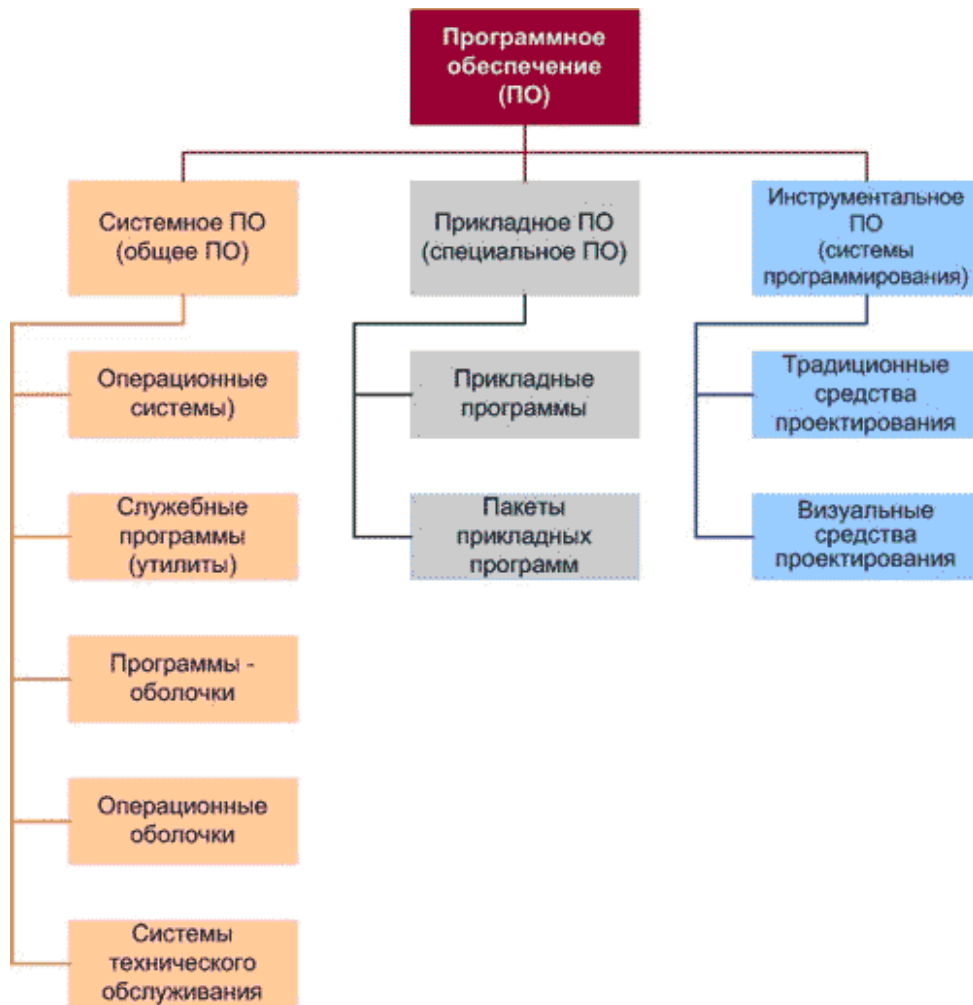 Программное
обеспечение
(ПО)
Системное ПО
(общее ПО)
Прикладное ПО
(специальное ПО)
Инструментальное
ПО
(системы
программирования)
Операционные
системы)
Прикладные
программы
Традиционные
средства
проектирования
Служебные
программы
(утилиты)
Пакеты
прикладных
программ
Визуальные
средства
проектирования
Программы -
оболочки
Операционные
оболочки
Системы
технического
обслуживания